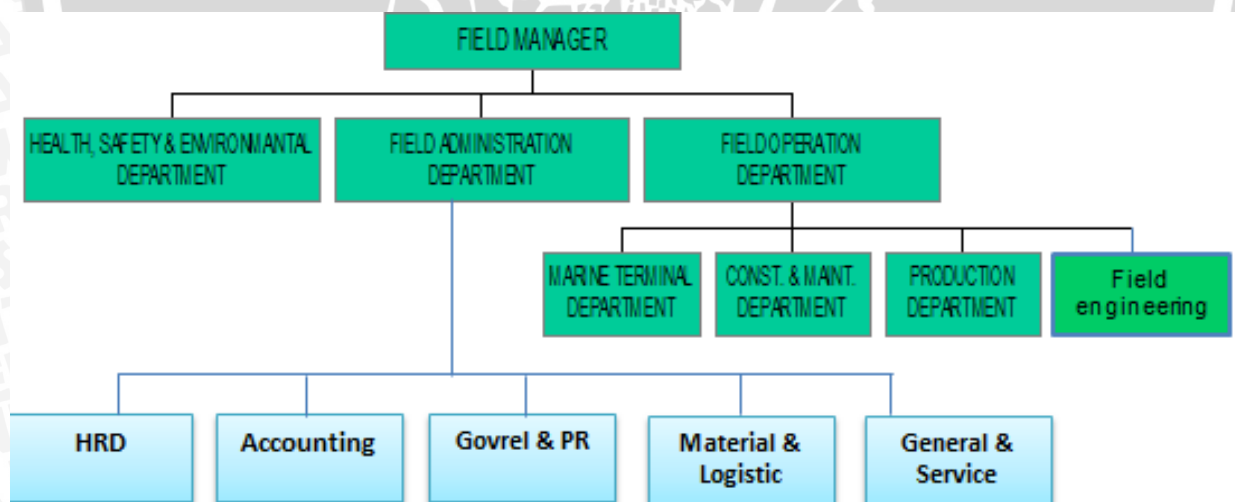 FIELD MANAGER
HEALTH, SAFETY & ENVIRONMANTAL
DEPARTMENT
FIELD ADMINISTRATION
DEPARTMENT
FIELD OPERATION
DEPARTMENT
MARINE TERMINAL
DEPARTMENT
CONST. & MAINT.
DEPARTMENT
PRODUCTION
DEPARTMENT
Field
engineering
HRD
Accounting
Govrel & PR
Material &
Logistic
General &
Service